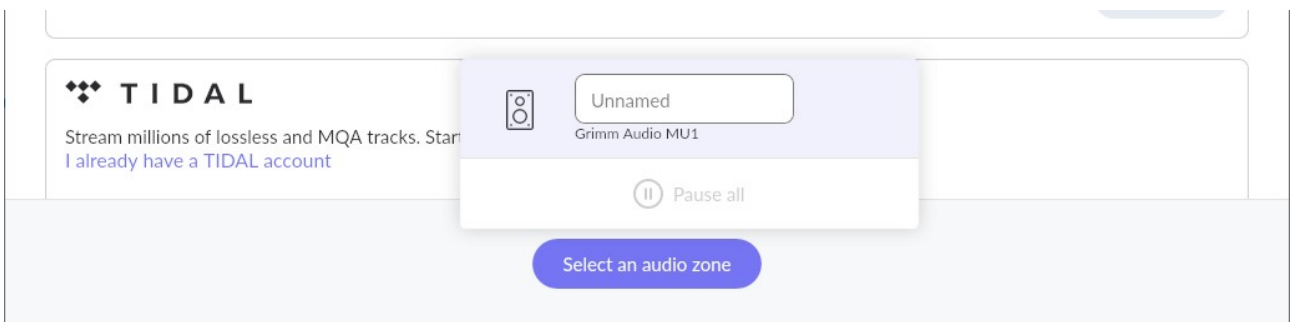 TIDAL
Stream millions of lossless and MQA tracks. Start
I already have a TIDAL account
Unnamed
Grimm Audio MU1
Pause all
Select an audio zone